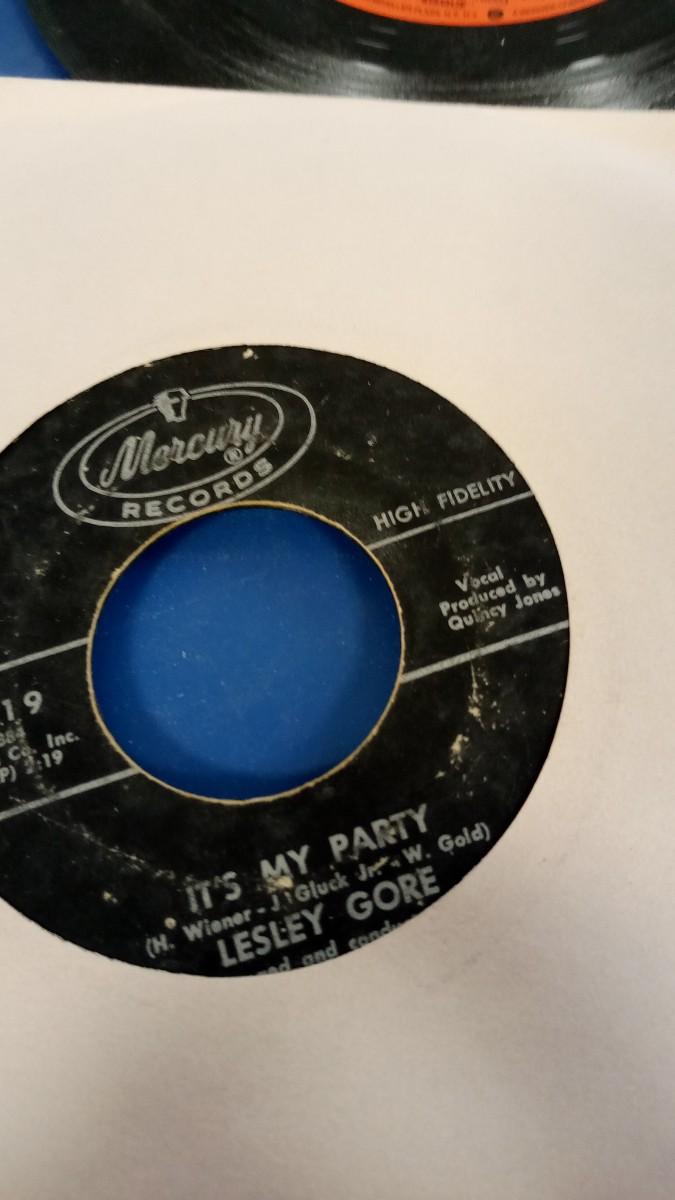 Mercury
®
RECORDS
HIGH FIDELITY
Vocal
Produced by
Quincy Jones
19
Co. Inc.
2:19
IT'S MY PARTY
(H. Wiener - J. Gluck Jr. - W. Gold)
LESLEY GORE
and